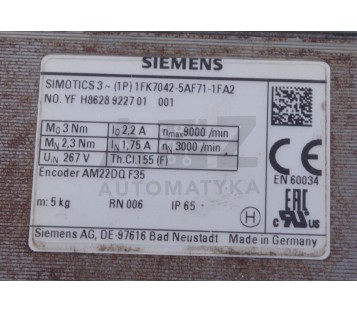 SIEMENS
SIMOTICS 3~ (1P) 1FK7042-5AF71-1FA2
NO. YF H8628 9227 01 001
M0 3 Nm I0 2,2 A nmax 9000 /min
MN 2,3 Nm IN 1,75 A nN 3000 /min
UIN 267 V Th.Cl.155 (F)
Encoder AM22DQ F35
AUTOMATYKA
EN 60034
m: 5 kg RN 006 IP 65 H
EAC
c UL us
Siemens AG, DE-97616 Bad Neustadt Made in Germany